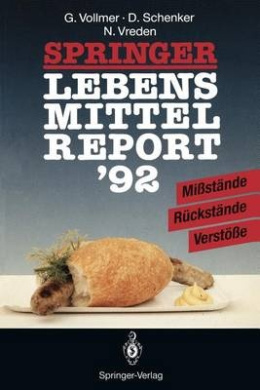 G. Vollmer · D. Schenker
N. Vreden
SPRINGER
LEBENS
MITTEL
REPORT
'92
Mißstände
Rückstände
Verstöße
Springer-Verlag